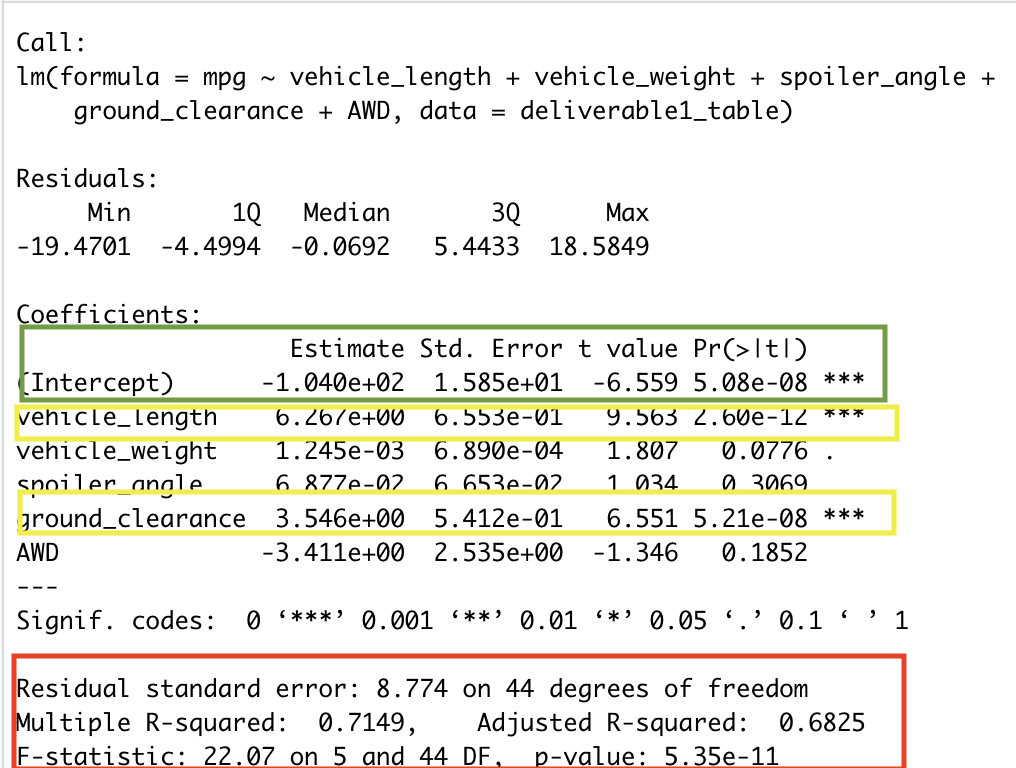 Call:
lm(formula = mpg ~ vehicle_length + vehicle_weight + spoiler_angle +
    ground_clearance + AWD, data = deliverable1_table)
Residuals:
     Min       1Q   Median       3Q      Max
-19.4701  -4.4994  -0.0692   5.4433  18.5849
Coefficients:
                   Estimate Std. Error t value Pr(>|t|)
(Intercept)      -1.040e+02  1.585e+01  -6.559 5.08e-08 ***
vehicle_length    6.267e+00  6.553e-01   9.563 2.60e-12 ***
vehicle_weight    1.245e-03  6.890e-04   1.807   0.0776 .
spoiler_angle     6.877e-02  6.653e-02   1.034   0.3069
ground_clearance  3.546e+00  5.412e-01   6.551 5.21e-08 ***
AWD              -3.411e+00  2.535e+00  -1.346   0.1852
---
Signif. codes:  0 ‘***’ 0.001 ‘**’ 0.01 ‘*’ 0.05 ‘.’ 0.1 ‘ ’ 1
Residual standard error: 8.774 on 44 degrees of freedom
Multiple R-squared:  0.7149,    Adjusted R-squared:  0.6825
F-statistic: 22.07 on 5 and 44 DF,  p-value: 5.35e-11